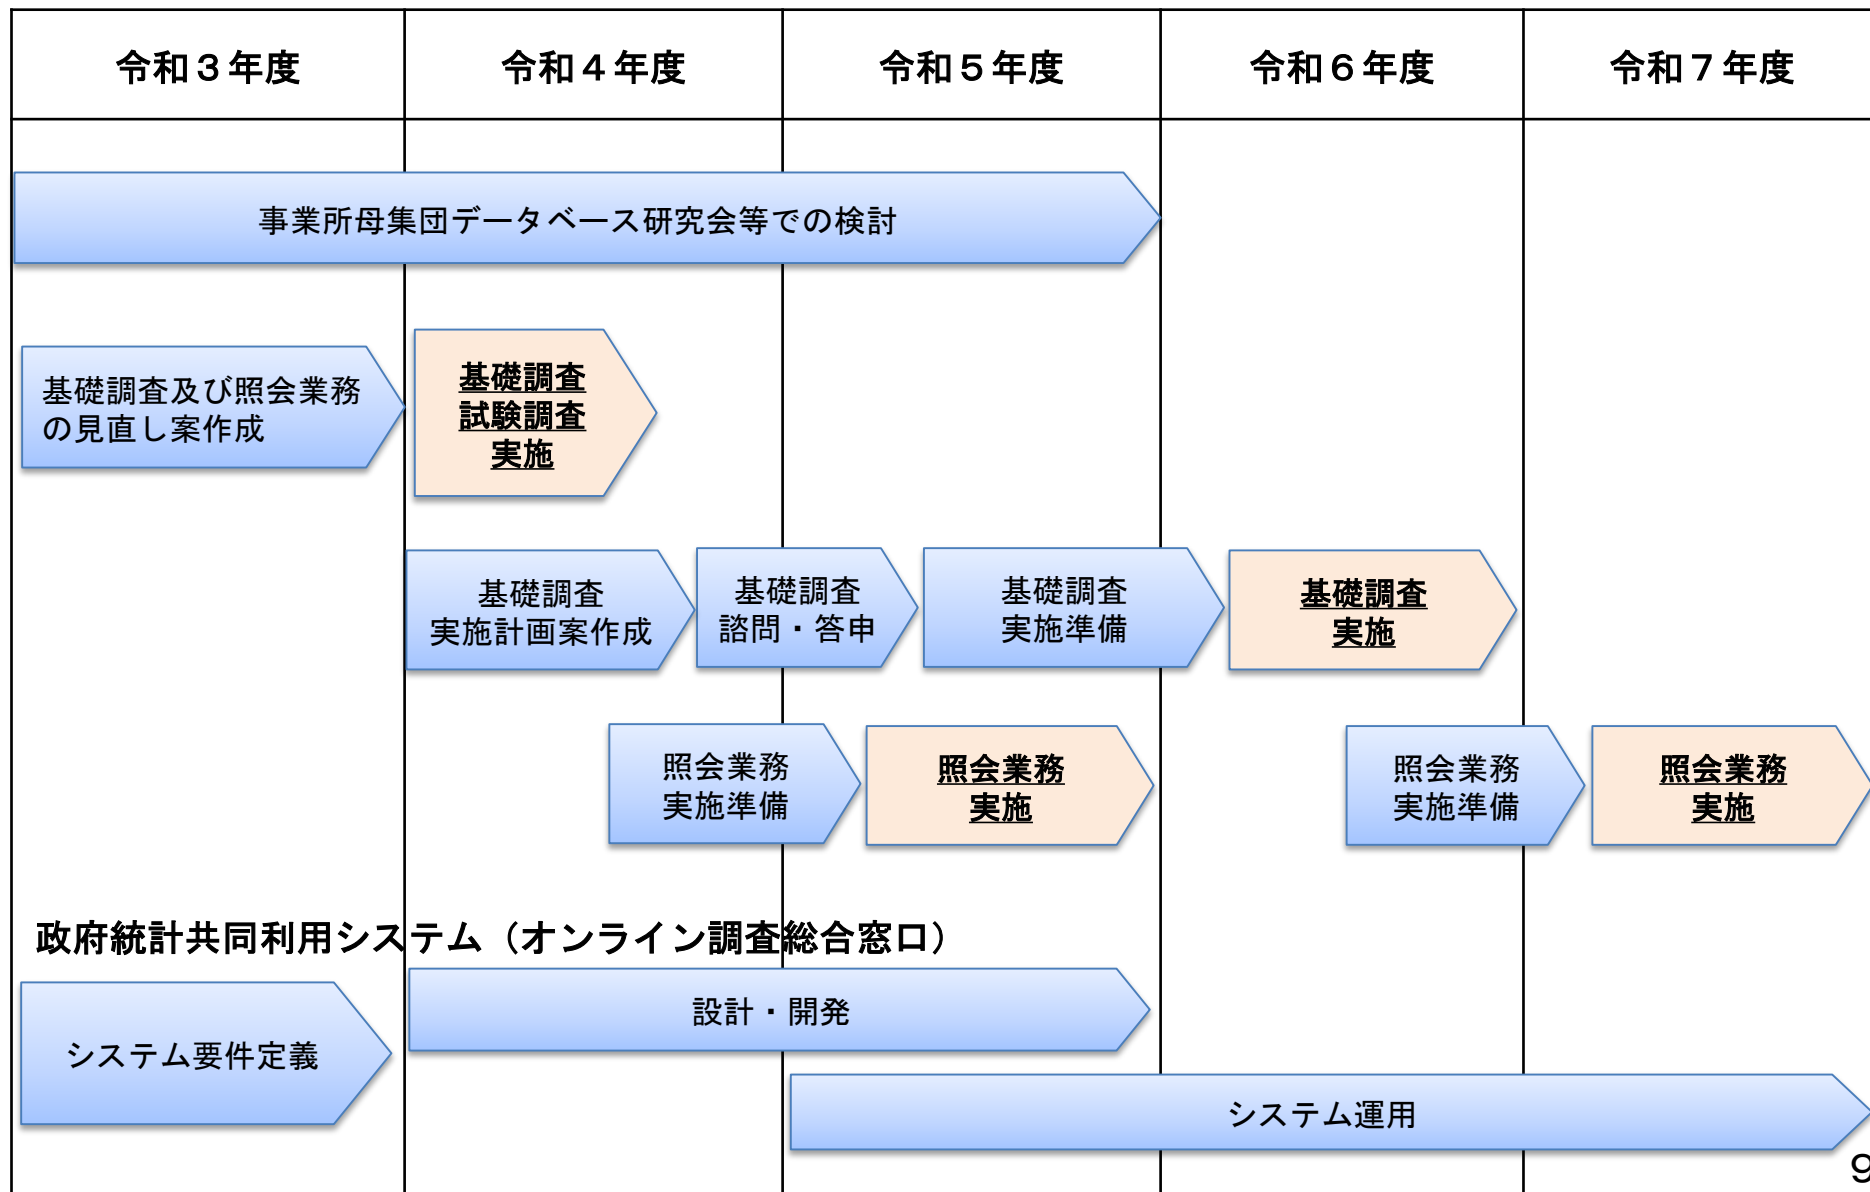 令和３年度
令和４年度
令和５年度
令和６年度
令和７年度
事業所母集団データベース研究会等での検討
基礎調査及び照会業務
の見直し案作成
基礎調査
試験調査
実施
基礎調査
実施計画案作成
基礎調査
諮問・答申
基礎調査
実施準備
基礎調査
実施
照会業務
実施準備
照会業務
実施
照会業務
実施準備
照会業務
実施
政府統計共同利用システム（オンライン調査総合窓口）
システム要件定義
設計・開発
システム運用
9